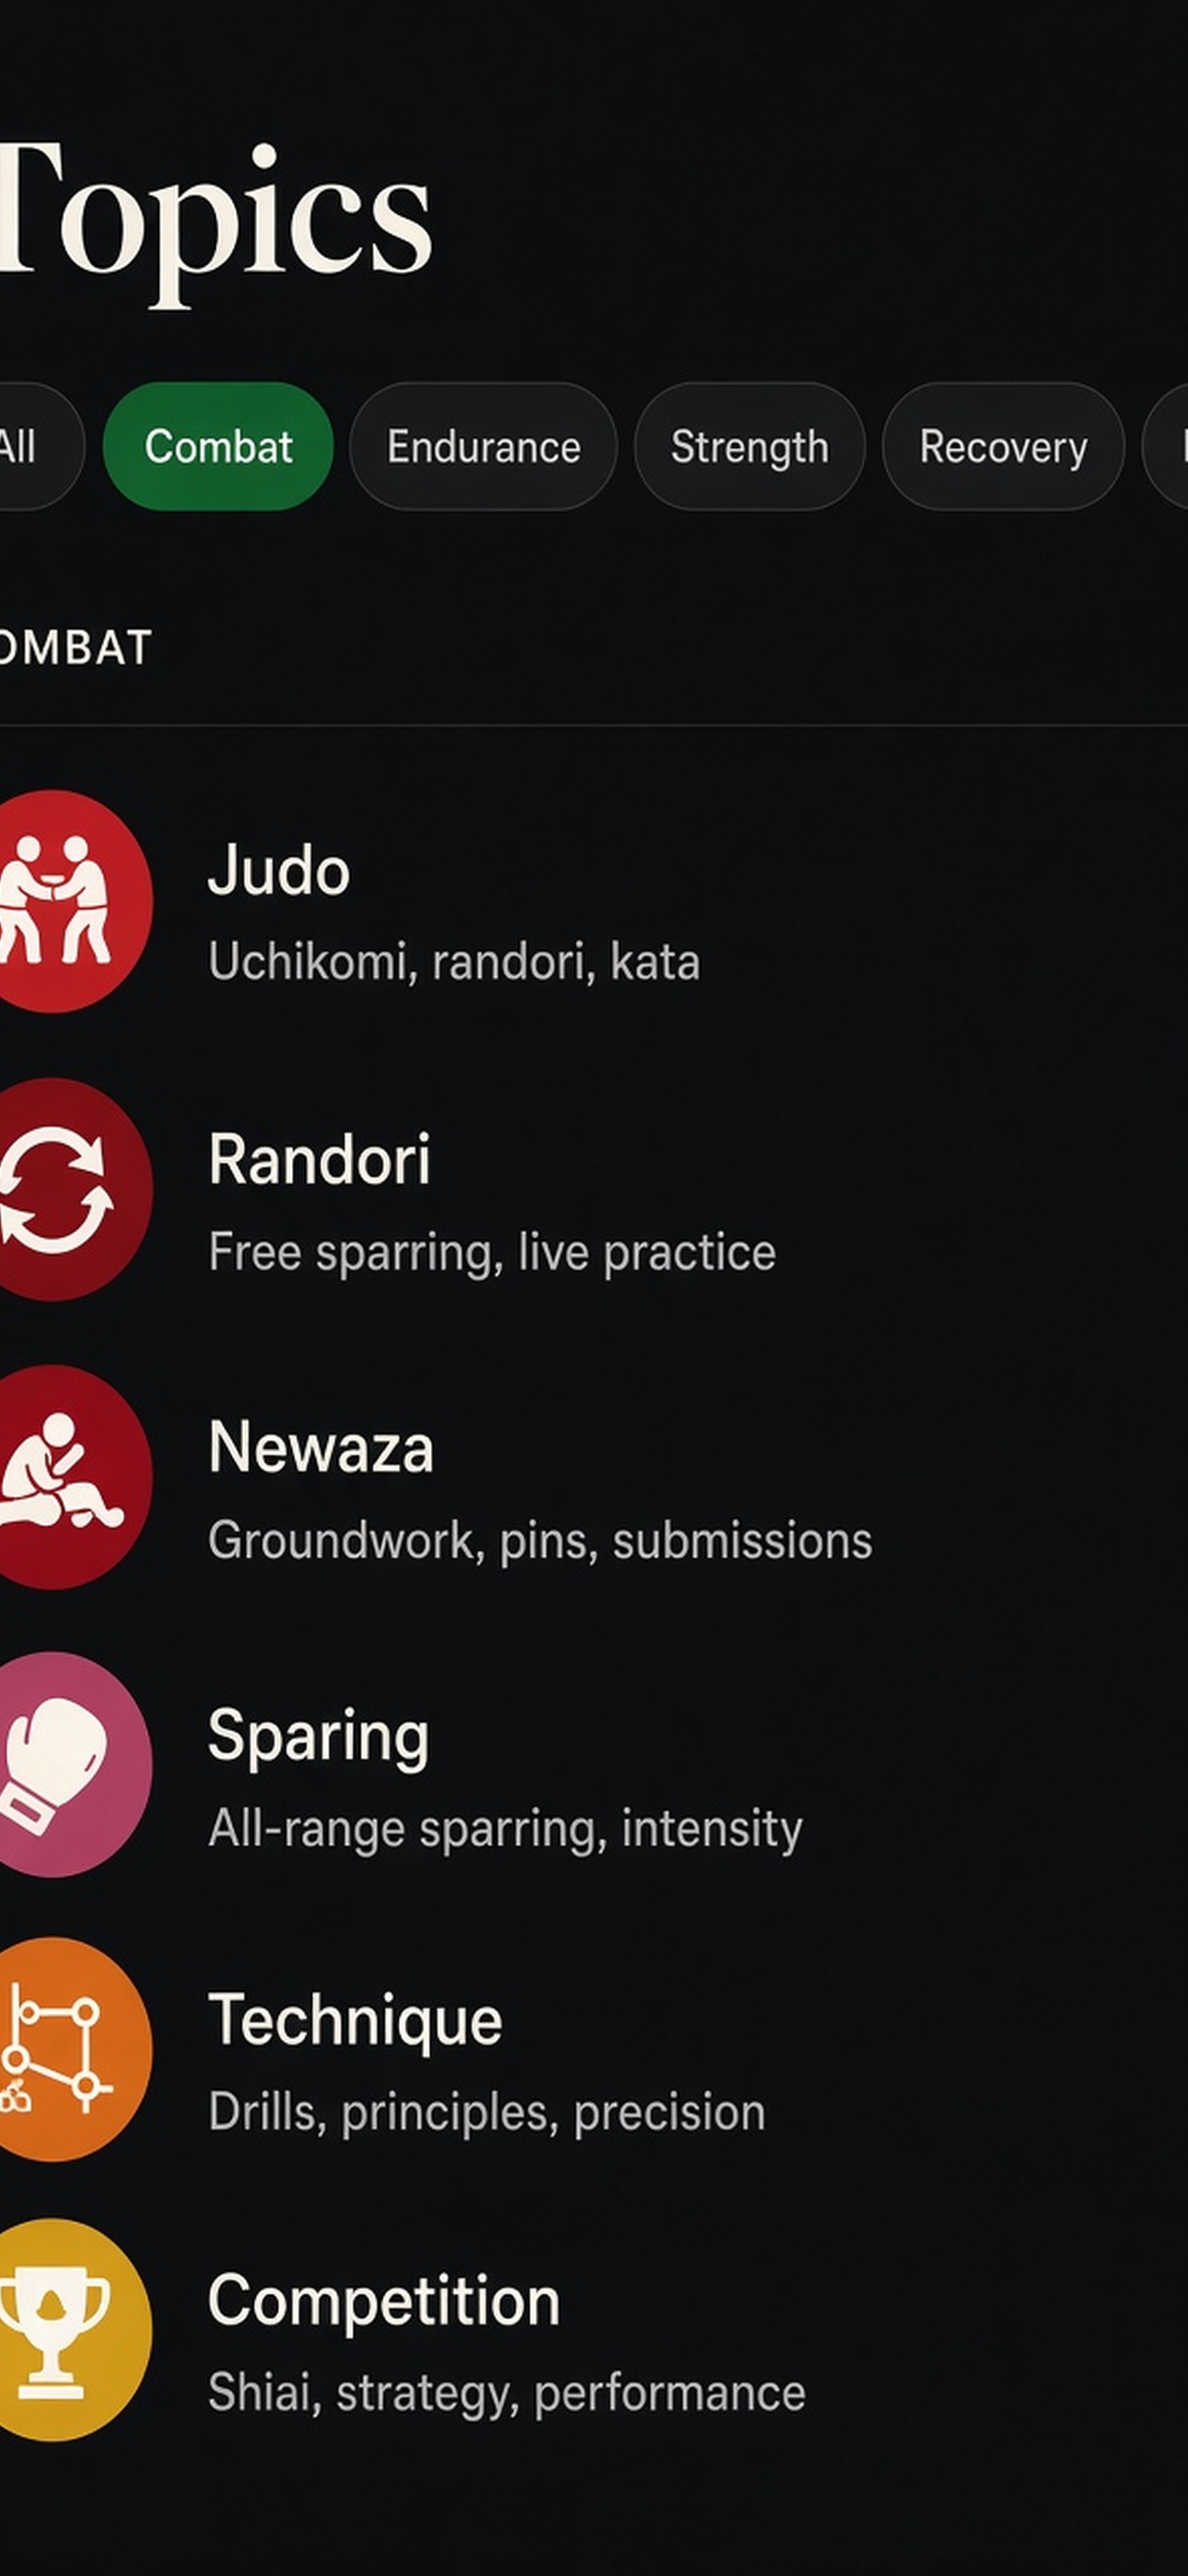 Topics
All Combat Endurance Strength Recovery
OMBAT
Judo
Uchikomi, randori, kata
Randori
Free sparring, live practice
Newaza
Groundwork, pins, submissions
Sparing
All-range sparring, intensity
Technique
Drills, principles, precision
Competition
Shiai, strategy, performance